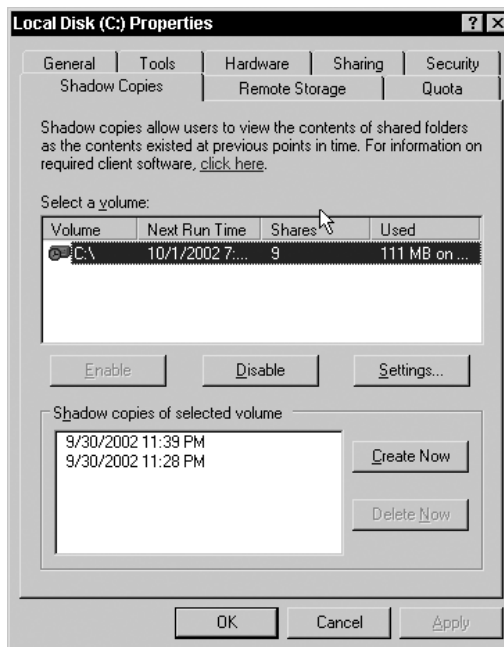 Local Disk (C:) Properties
General Tools Hardware Sharing Security
Shadow Copies Remote Storage Quota
Shadow copies allow users to view the contents of shared folders
as the contents existed at previous points in time. For information on
required client software, click here.
Select a volume:
Volume Next Run Time Shares Used
C:\ 10/1/2002 7:... 9 111 MB on ...
Enable Disable Settings...
Shadow copies of selected volume
9/30/2002 11:39 PM
9/30/2002 11:28 PM
Create Now
Delete Now
OK Cancel Apply